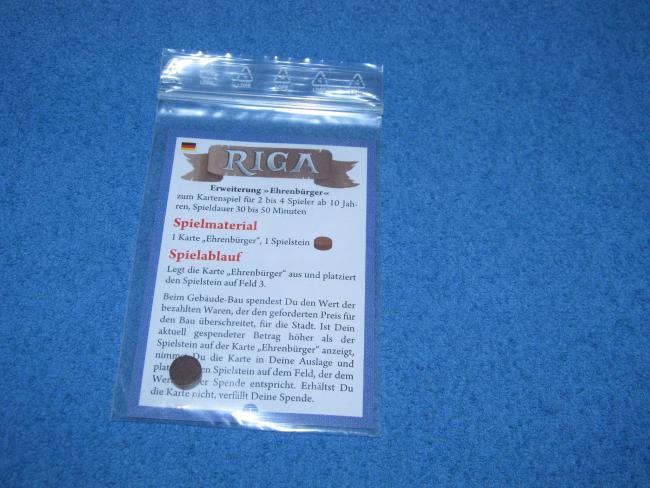 RIGA
Erweiterung »Ehrenbürger«
zum Kartenspiel für 2 bis 4 Spieler ab 10 Jah-
ren, Spieldauer 30 bis 50 Minuten
Spielmaterial
1 Karte „Ehrenbürger“, 1 Spielstein
Spielablauf
Legt die Karte „Ehrenbürger“ aus und platziert
den Spielstein auf Feld 3.
Beim Gebäude-Bau spendest Du den Wert der
bezahlten Waren, der den geforderten Preis für
den Bau überschreitet, für die Stadt. Ist Dein
aktuell gespendeter Betrag höher als der
Spielstein auf der Karte „Ehrenbürger“ anzeigt,
nimmst Du die Karte in Deine Auslage und
Spielstein auf dem Feld, der dem
Spende entspricht. Erhältst Du
die Karte nicht, verfällt Deine Spende.